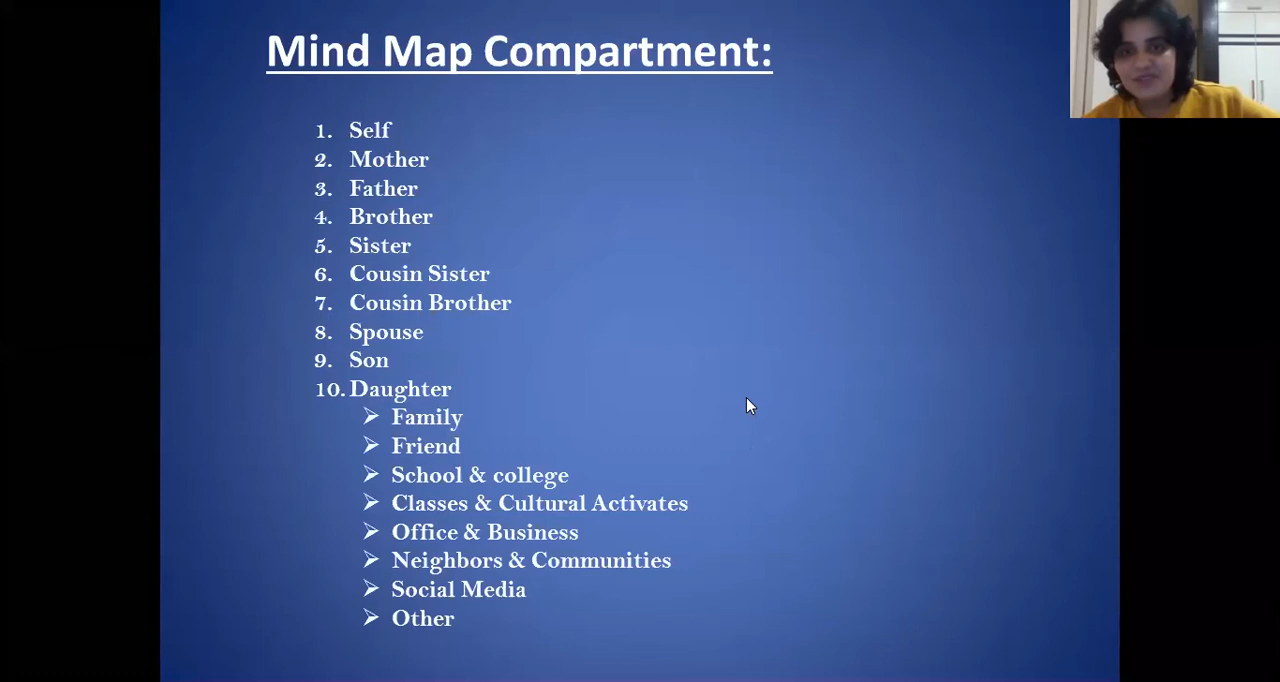 Mind Map Compartment:
1. Self
2. Mother
3. Father
4. Brother
5. Sister
6. Cousin Sister
7. Cousin Brother
8. Spouse
9. Son
10. Daughter
➢ Family
➢ Friend
➢ School & college
➢ Classes & Cultural Activates
➢ Office & Business
➢ Neighbors & Communities
➢ Social Media
➢ Other